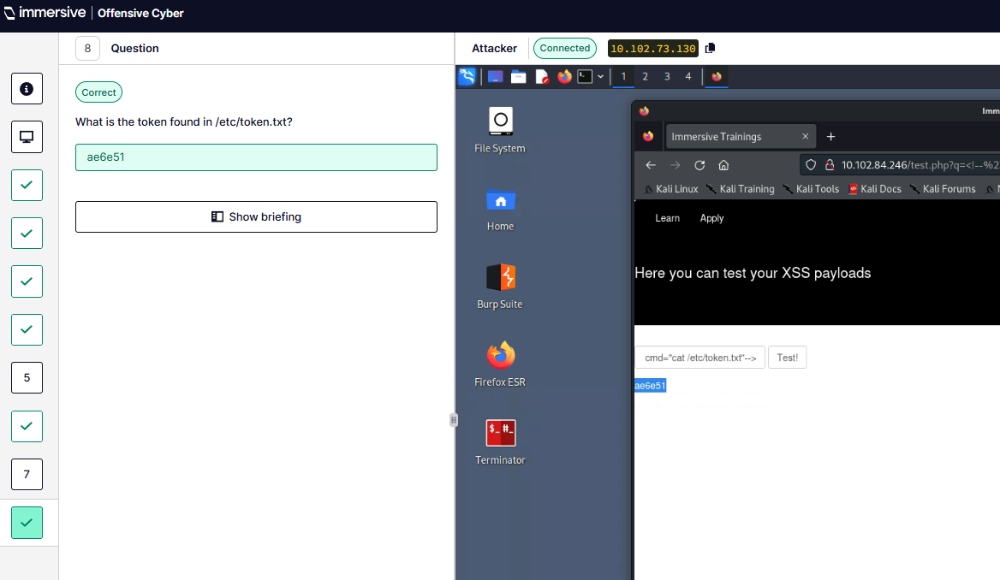 immersive | Offensive Cyber
8 Question
Correct
What is the token found in /etc/token.txt?
ae6e51
Show briefing
5
7
Attacker Connected 10.102.73.130
1 2 3 4
File System
Home
Burp Suite
Firefox ESR
$_ #_
Terminator
Imm
Immersive Trainings × +
10.102.84.246/test.php?q=<!--%2
Kali Linux Kali Training Kali Tools Kali Docs Kali Forums
Learn Apply
Here you can test your XSS payloads
cmd="cat /etc/token.txt"--> Test!
ae6e51